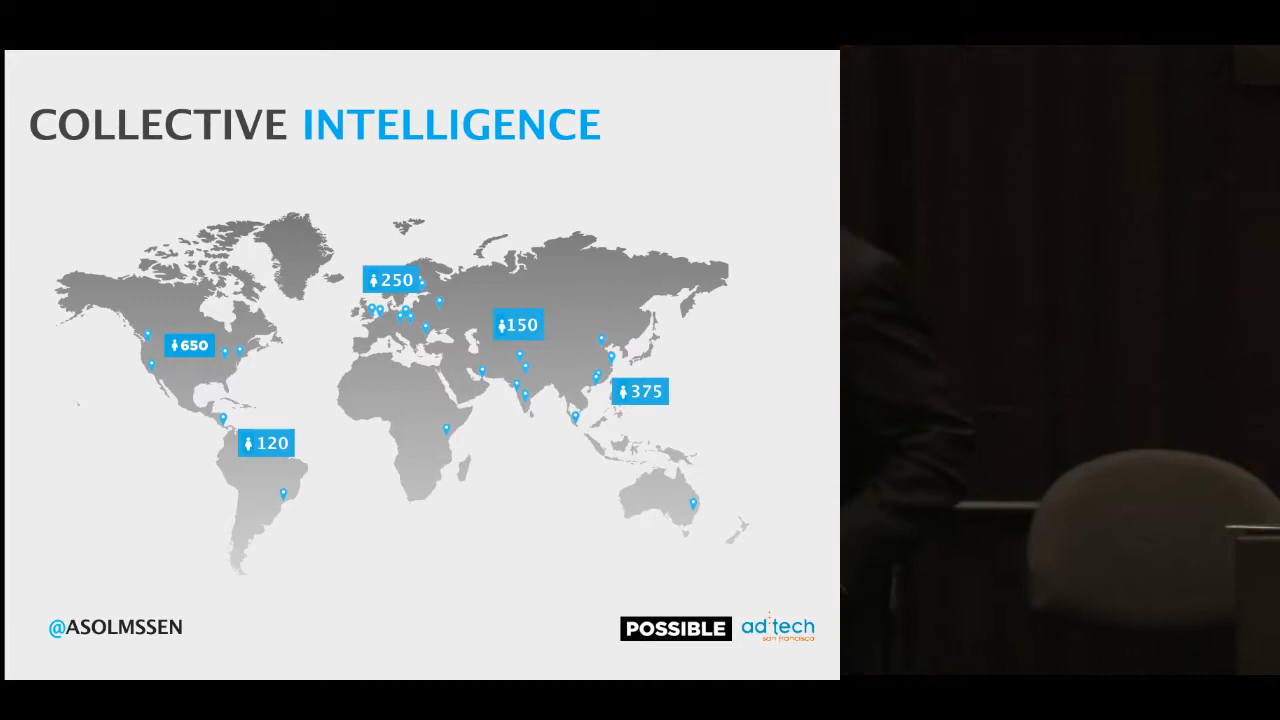 COLLECTIVE INTELLIGENCE
250
150
650
375
120
@ASOLMSSEN
POSSIBLE
ad:tech
san francisco